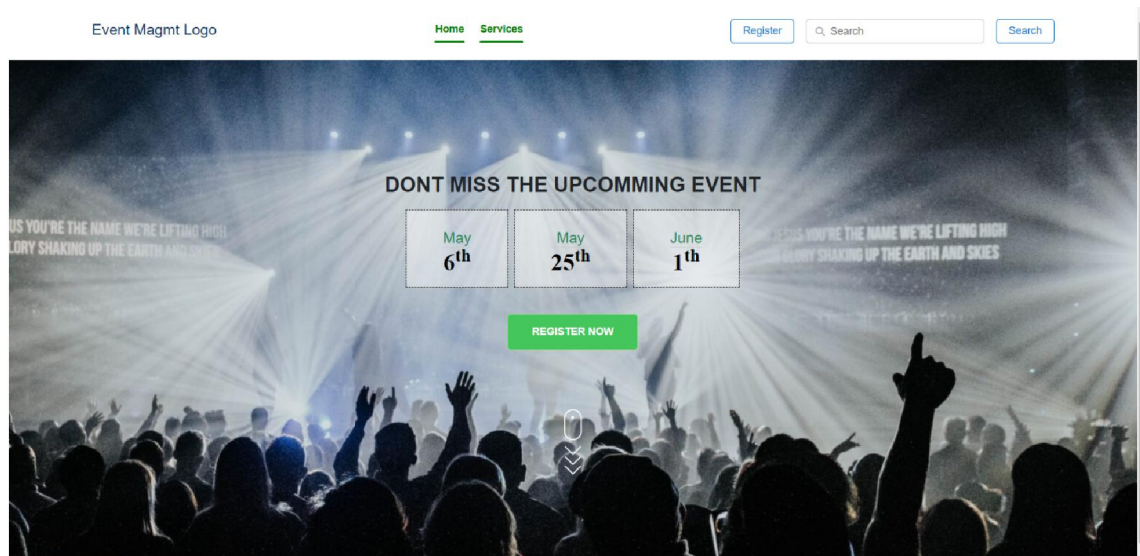 Event Magmt Logo
Home Services
Register Search Search
DONT MISS THE UPCOMMING EVENT
May May June
6th 25th 1th
US YOU'RE THE NAME WE'RE LIFTING HIGH
LORY SHAKING UP THE EARTH AND SKIES
JESUS YOU'RE THE NAME WE'RE LIFTING HIGH
GLORY SHAKING UP THE EARTH AND SKIES
REGISTER NOW